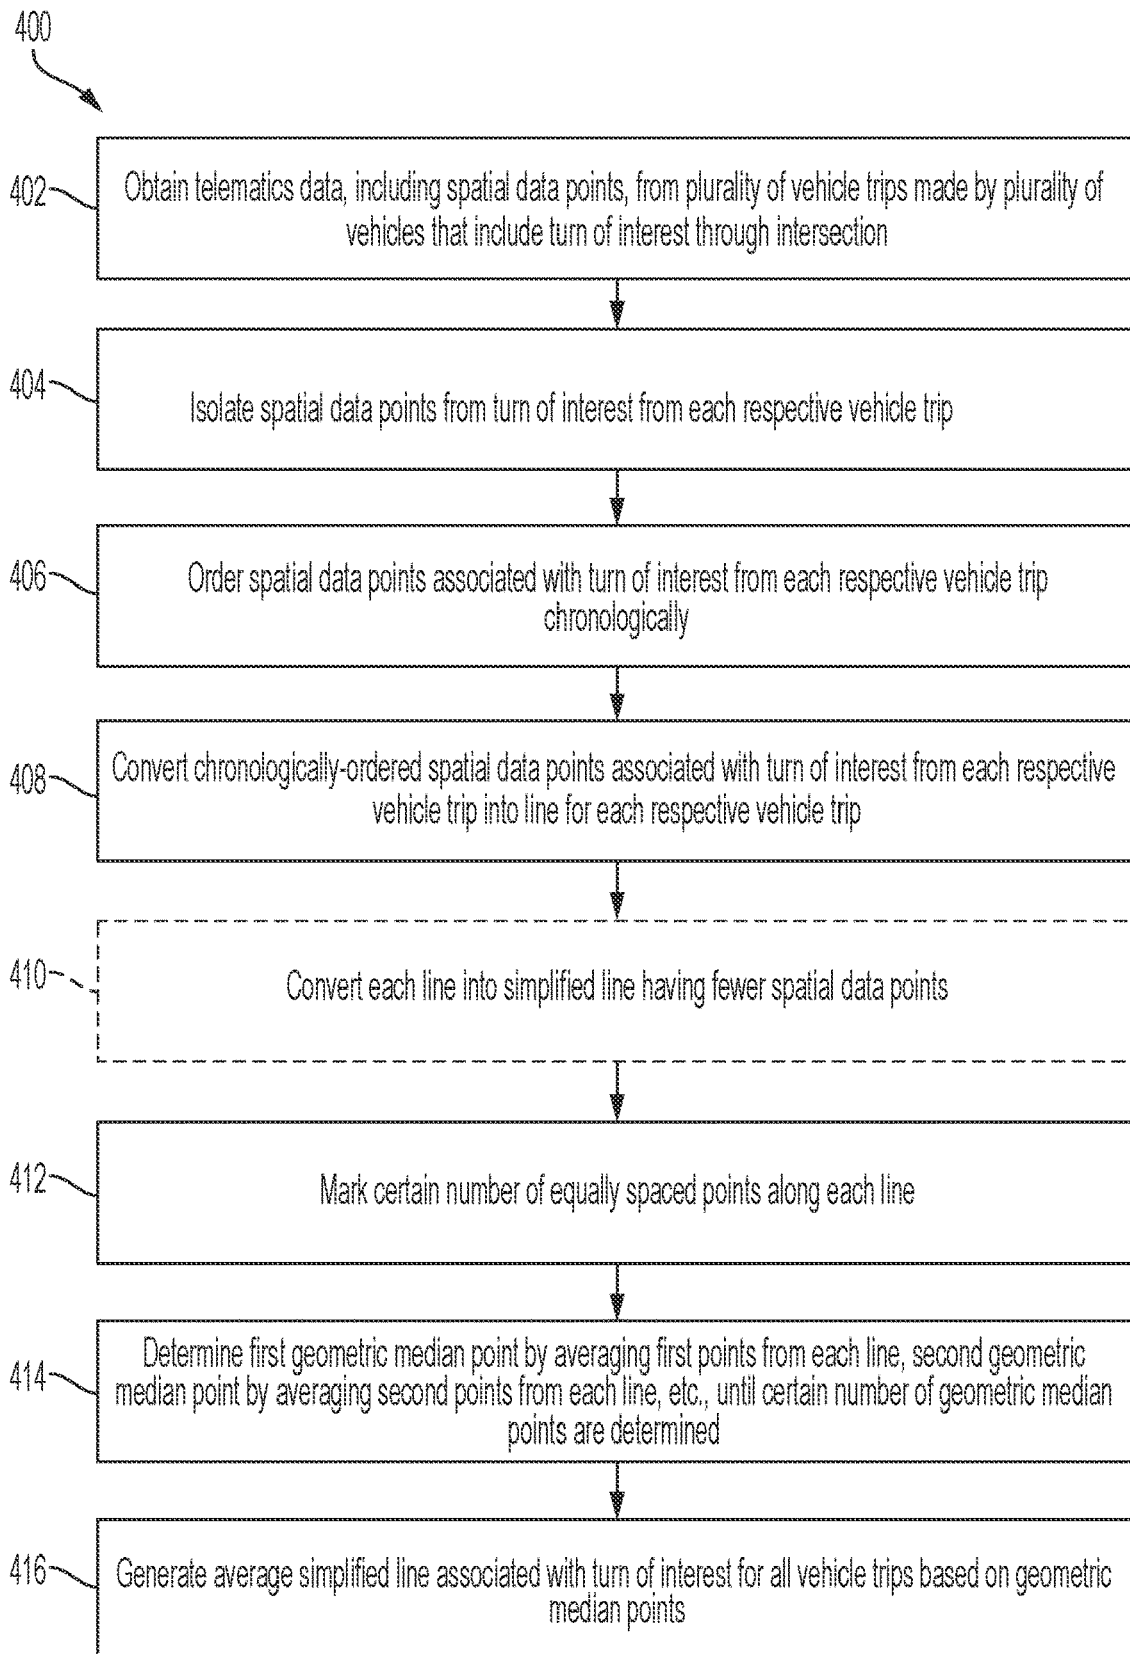 400
402
Obtain telematics data, including spatial data points, from plurality of vehicle trips made by plurality of
vehicles that include turn of interest through intersection
404
Isolate spatial data points from turn of interest from each respective vehicle trip
406
Order spatial data points associated with turn of interest from each respective vehicle trip
chronologically
408
Convert chronologically-ordered spatial data points associated with turn of interest from each respective
vehicle trip into line for each respective vehicle trip
410
Convert each line into simplified line having fewer spatial data points
412
Mark certain number of equally spaced points along each line
414
Determine first geometric median point by averaging first points from each line, second geometric
median point by averaging second points from each line, etc., until certain number of geometric median
points are determined
416
Generate average simplified line associated with turn of interest for all vehicle trips based on geometric
median points